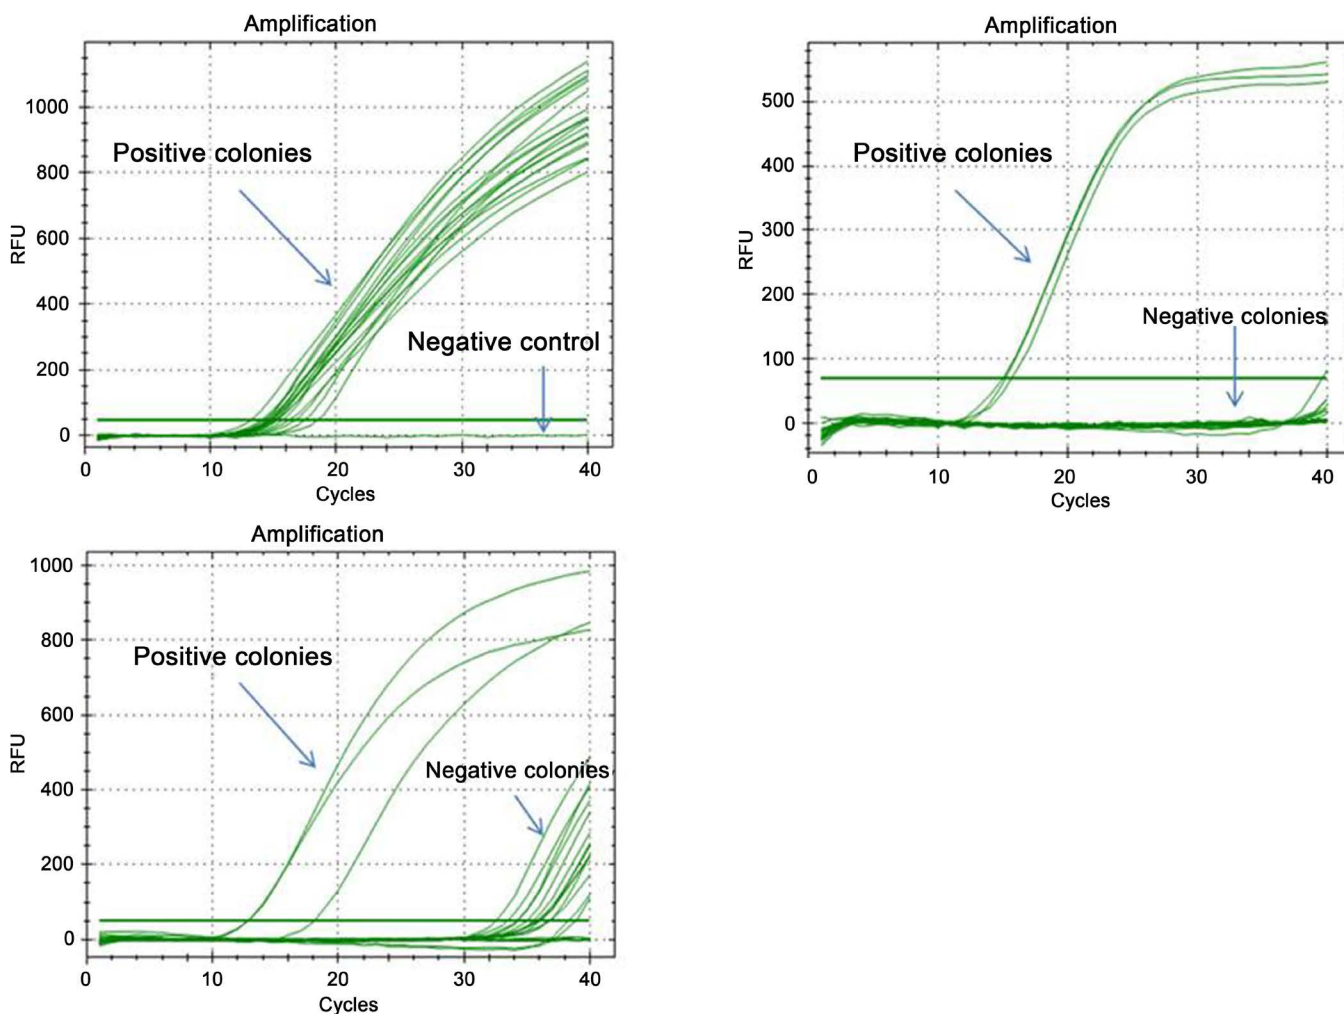 Amplification
1000
800
600
400
200
0
RFU
Positive colonies
Negative control
0 10 20 30 40
Cycles
Amplification
500
400
300
200
100
0
RFU
Positive colonies
Negative colonies
0 10 20 30 40
Cycles
Amplification
1000
800
600
400
200
0
RFU
Positive colonies
Negative colonies
0 10 20 30 40
Cycles